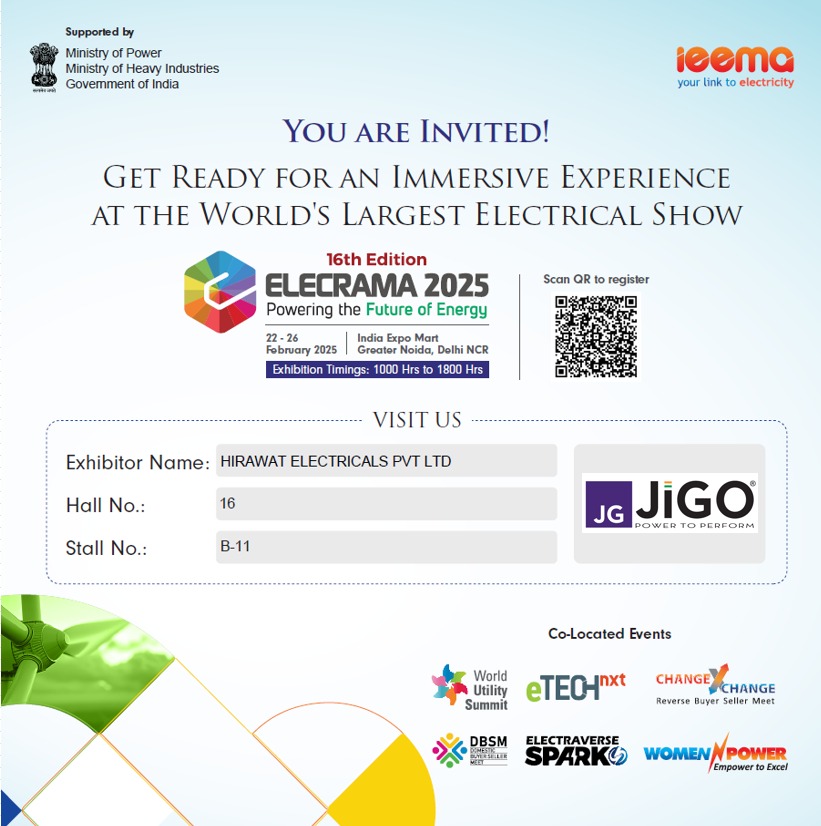 Supported by
Ministry of Power
Ministry of Heavy Industries
Government of India
ieema
your link to electricity
YOU ARE INVITED!
GET READY FOR AN IMMERSIVE EXPERIENCE
AT THE WORLD'S LARGEST ELECTRICAL SHOW
16th Edition
ELECRAMA 2025
Powering the Future of Energy
22 - 26
February 2025
India Expo Mart
Greater Noida, Delhi NCR
Exhibition Timings: 1000 Hrs to 1800 Hrs
Scan QR to register
VISIT US
Exhibitor Name: HIRAWAT ELECTRICALS PVT LTD
Hall No.: 16
Stall No.: B-11
JG JiGO®
POWER TO PERFORM
Co-Located Events
World
Utility
Summit
eTECHnxt
CHANGE XCHANGE
Reverse Buyer Seller Meet
DBSM
DOMESTIC
BUYER SELLER
MEET
ELECTRAVERSE
SPARK
WOMEN N POWER
Empower to Excel